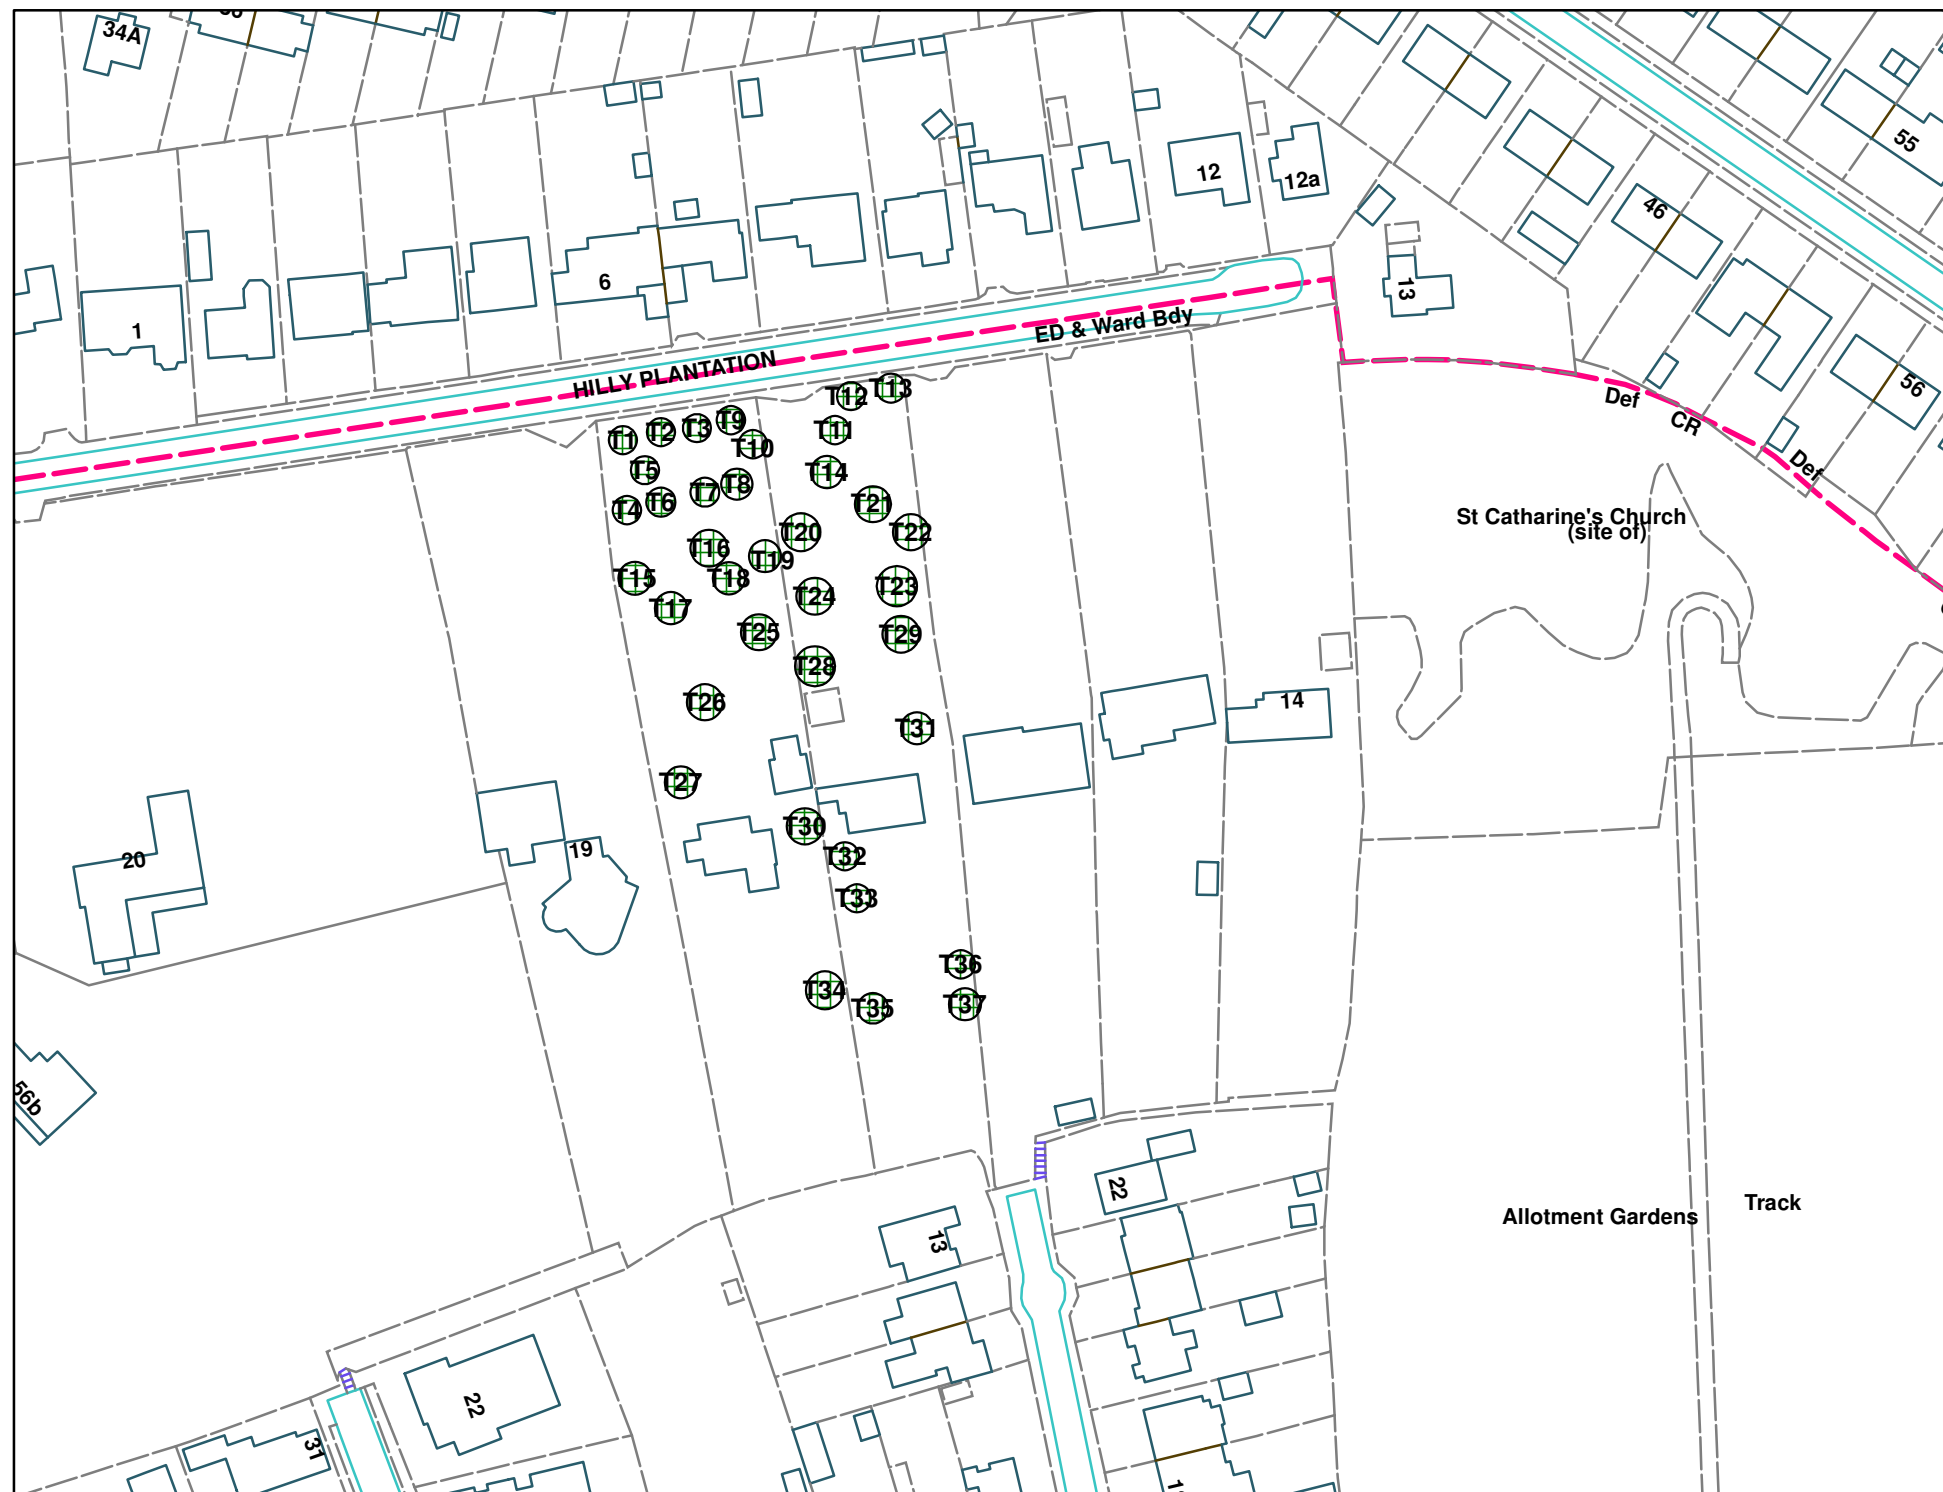 34A
55
12
12a
46
6
13
1
ED & Ward Bdy
HILLY PLANTATION
56
Def
CR
Def
T12
T13
T9
T3
T2
T1
T11
T10
T5
T14
T8
T7
T6
T4
T21
T20
T22
T16
T19
T15
T18
T23
T24
T17
T25
T29
T28
T26
T31
T27
T30
T32
T33
T36
T34
T37
T35
St Catharine's Church
(site of)
14
20
19
56b
22
13
Allotment Gardens
Track
22
31